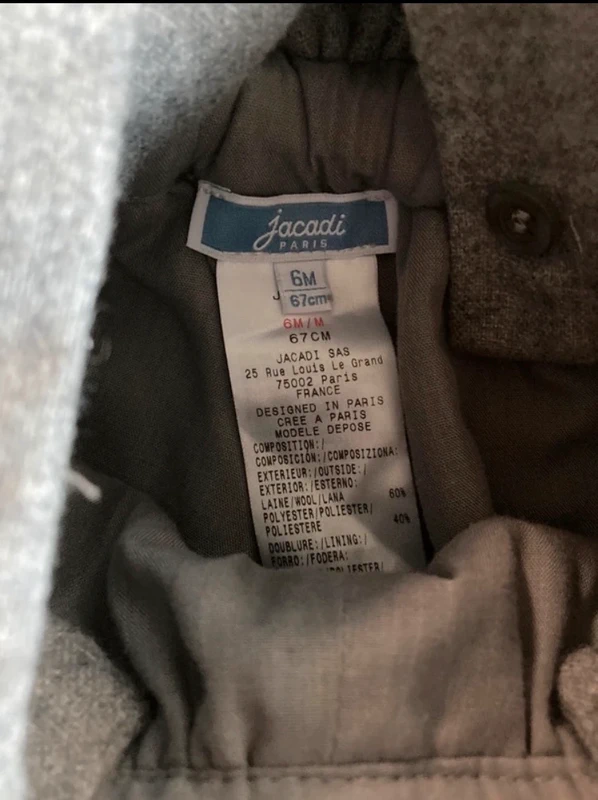 jacadi
PARIS
6M
67cm
6M/M
67CM
JACADI SAS
25 Rue Louis Le Grand
75002 Paris
FRANCE
DESIGNED IN PARIS
CREE A PARIS
MODELE DEPOSE
COMPOSITION:/
COMPOSICION:/COMPOSIZIONA:
EXTERIEUR:/OUTSIDE:/
EXTERIOR:/ESTERNO:
LAINE/WOOL/LANA 60%
POLYESTER/POLIESTER/
POLIESTERE 40%
DOUBLURE:/LINING:/
FORRO:/FODERA:
/POLIESTER/